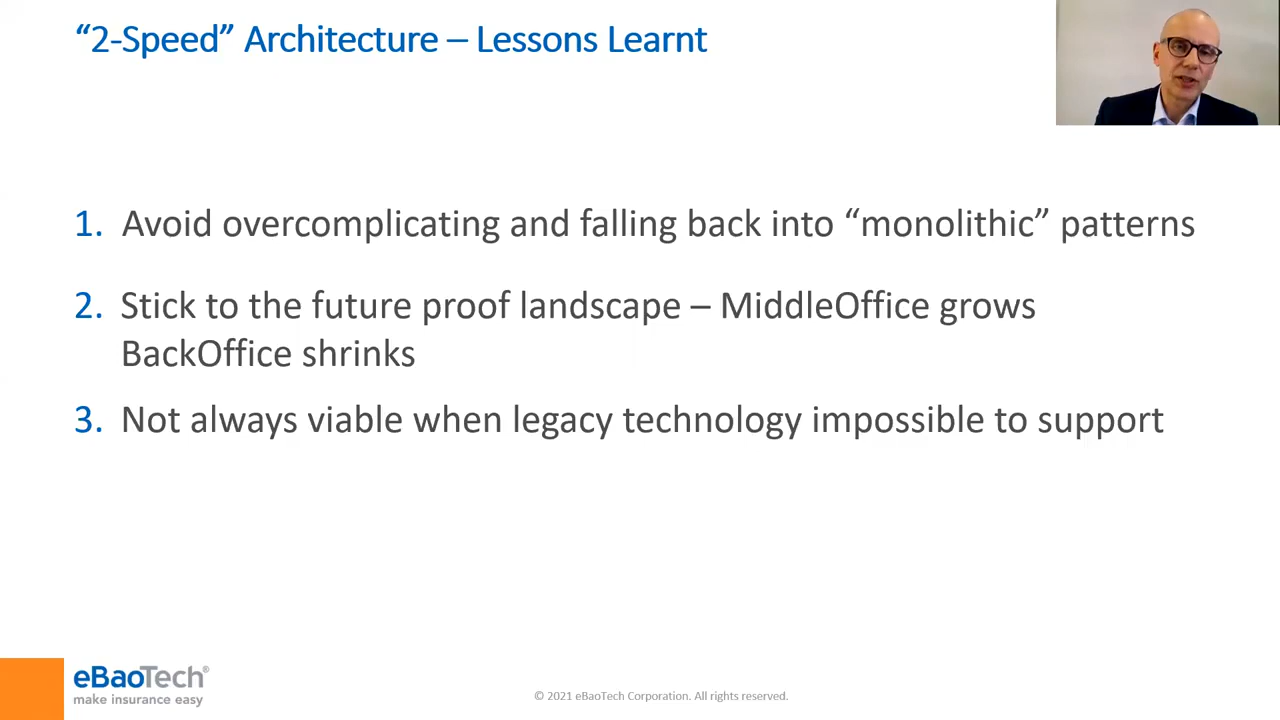 “2-Speed” Architecture – Lessons Learnt
1. Avoid overcomplicating and falling back into “monolithic” patterns
2. Stick to the future proof landscape – MiddleOffice grows
BackOffice shrinks
3. Not always viable when legacy technology impossible to support
eBaoTech®
make insurance easy
© 2021 eBaoTech Corporation. All rights reserved.